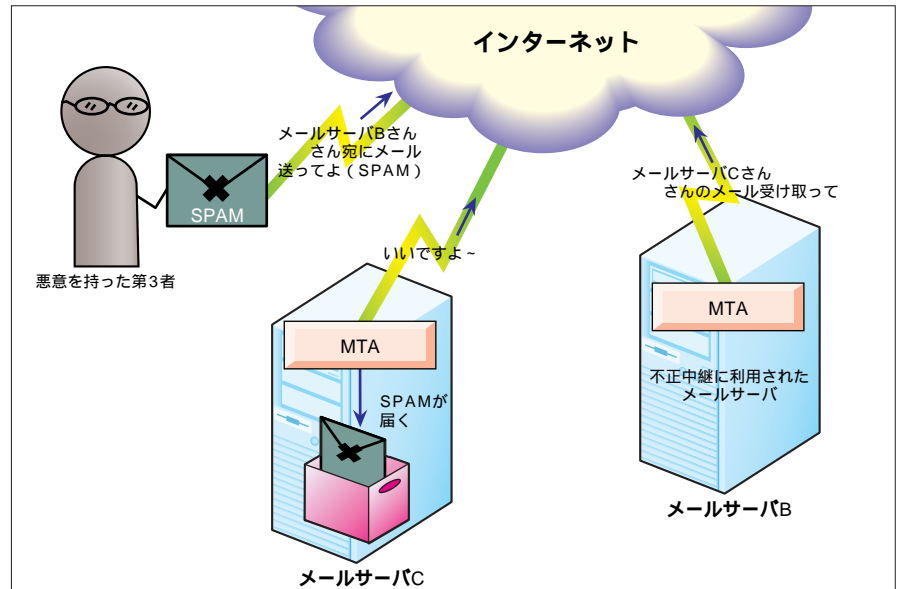 インターネット
メールサーバBさん
さん宛にメール
送ってよ（SPAM）
SPAM
悪意を持った第3者
メールサーバCさん
さんのメール受け取って
いいですよ~
MTA
SPAMが
届く
メールサーバC
MTA
不正中継に利用された
メールサーバ
メールサーバB